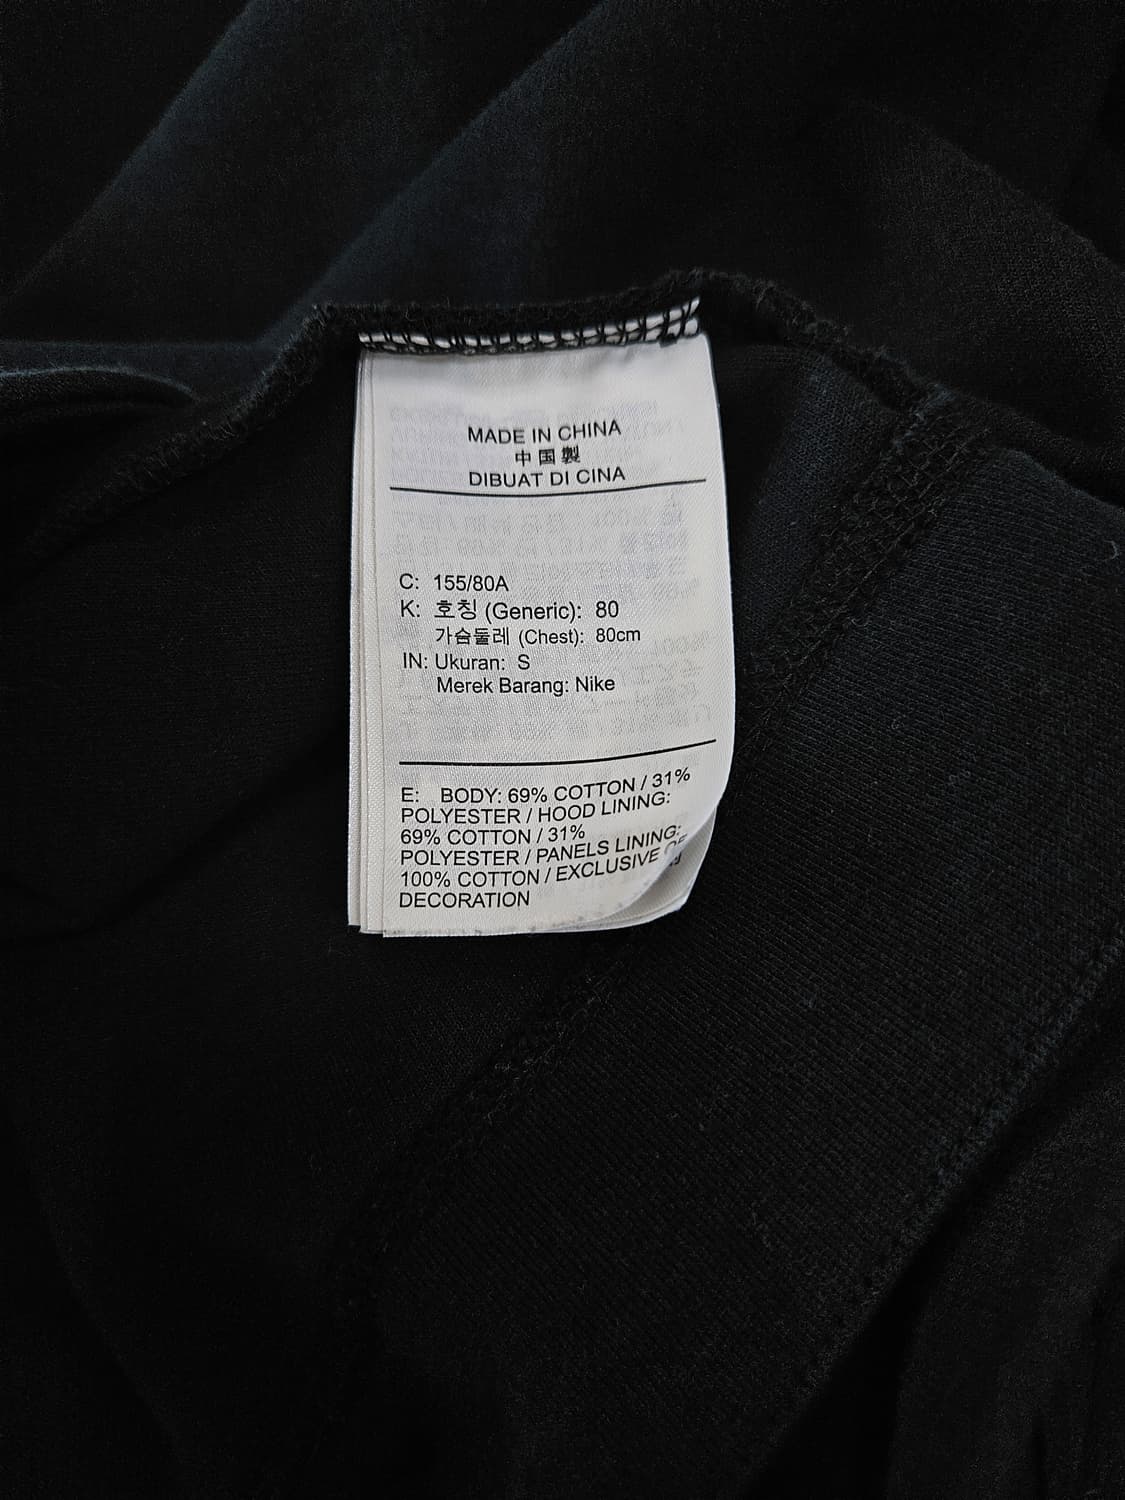 MADE IN CHINA
中国製
DIBUAT DI CINA
C: 155/80A
K: 호칭 (Generic): 80
가슴둘레 (Chest): 80cm
IN: Ukuran: S
Merek Barang: Nike
E: BODY: 69% COTTON / 31%
POLYESTER / HOOD LINING:
69% COTTON / 31%
POLYESTER / PANELS LINING:
100% COTTON / EXCLUSIVE OF
DECORATION